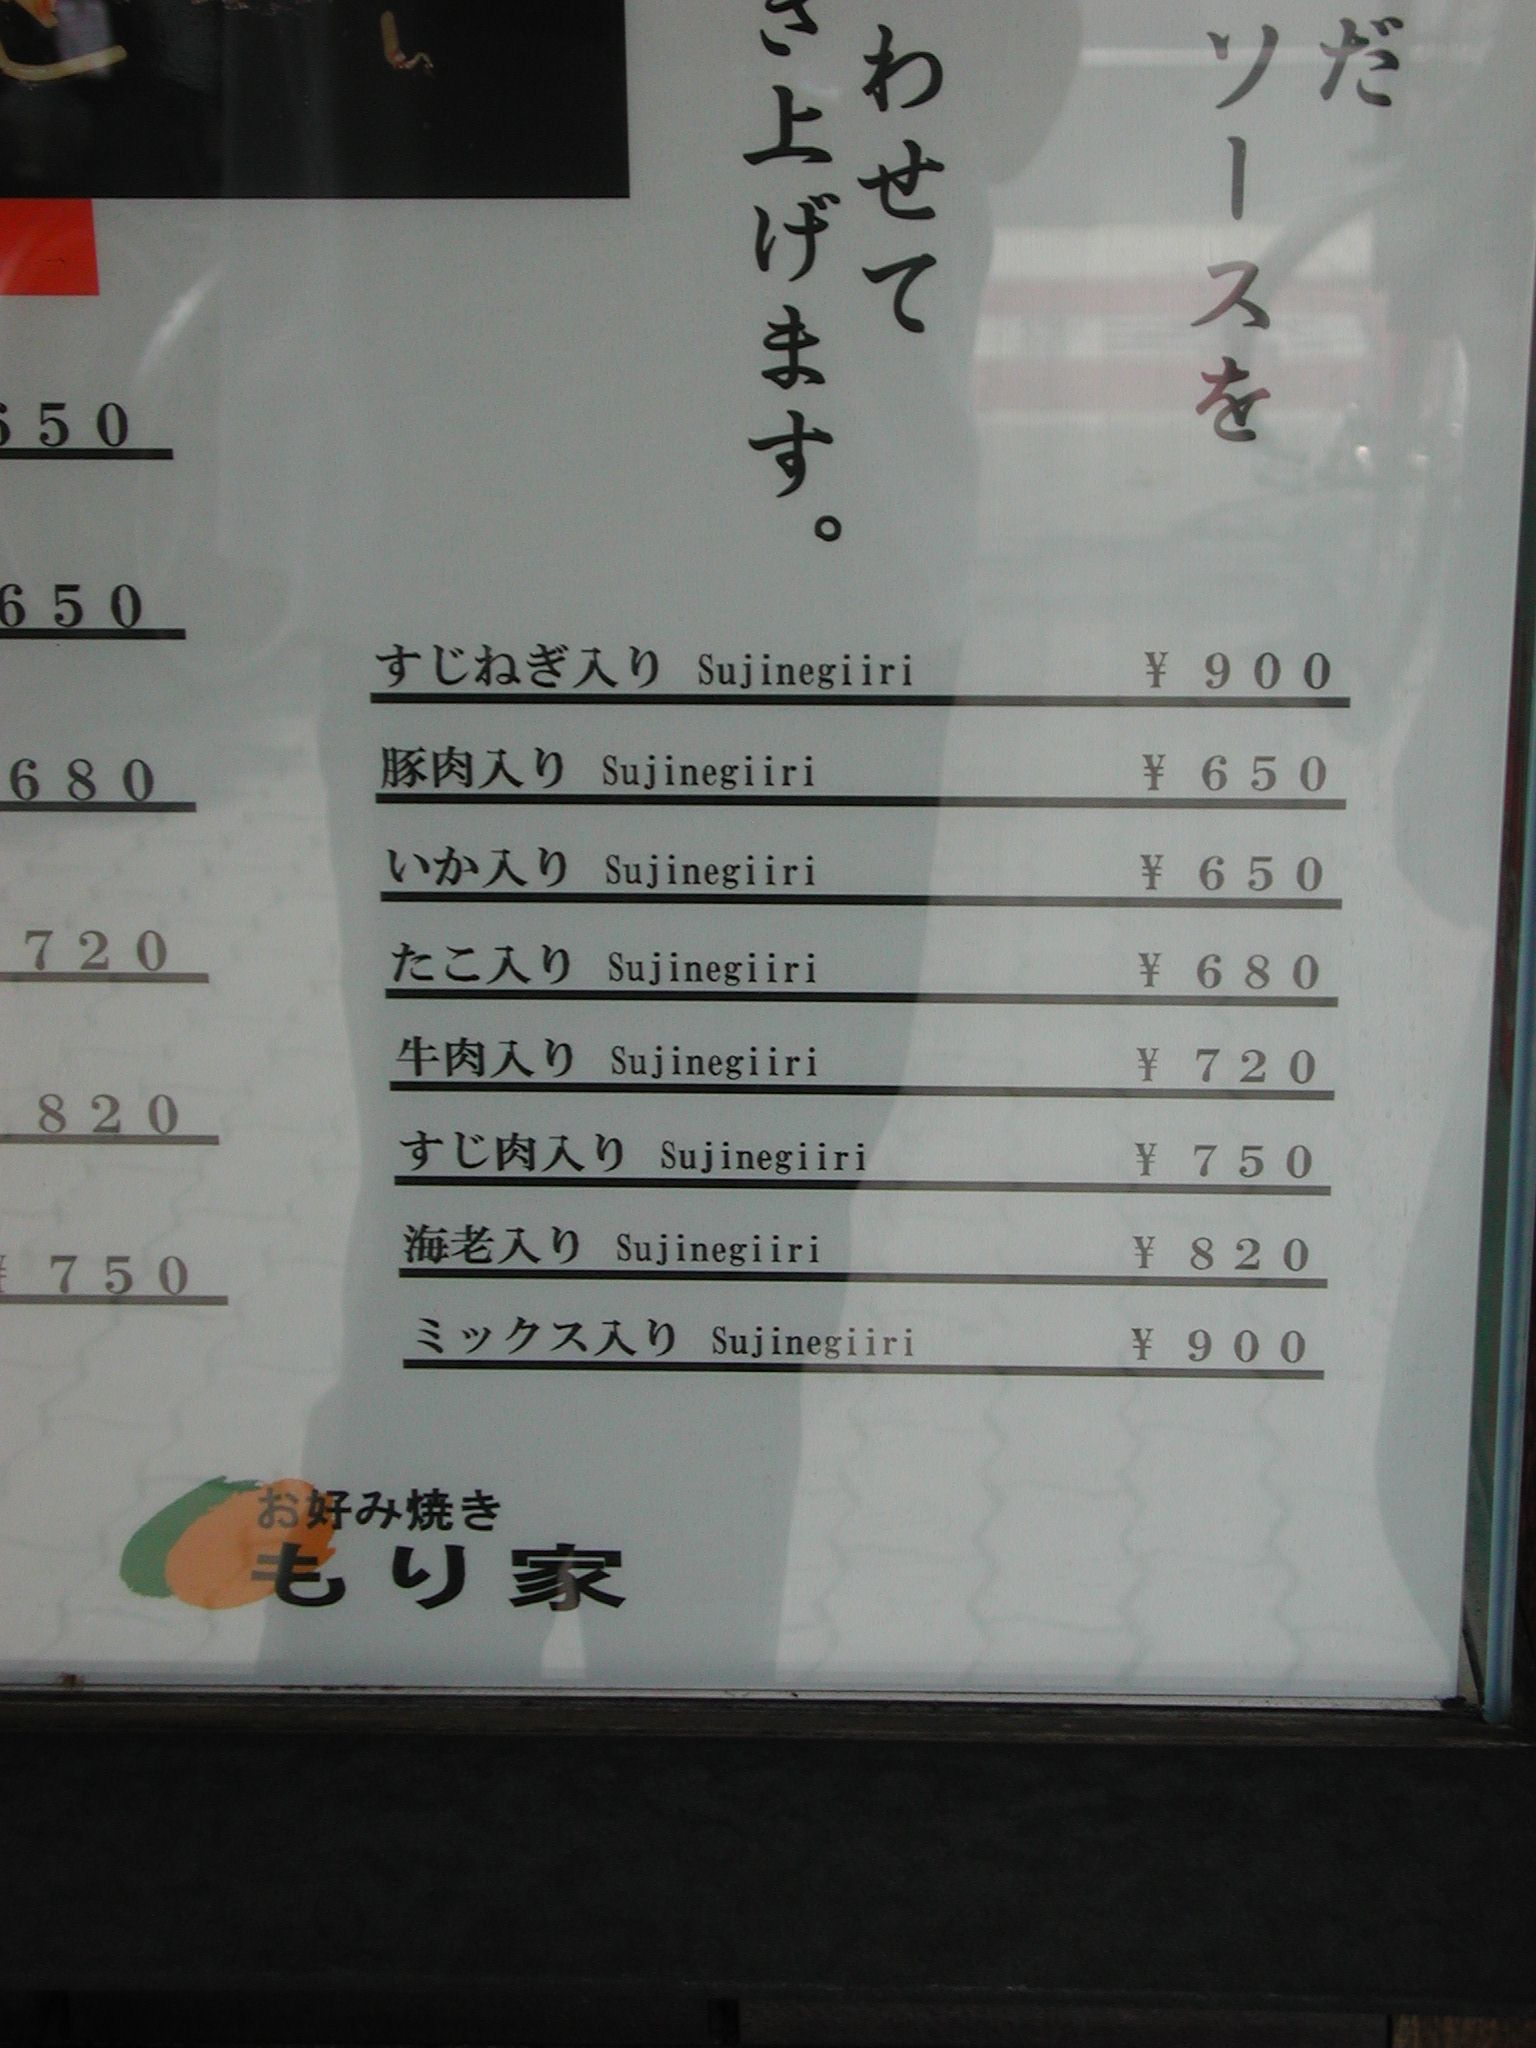 だ
ソースを
わせて
き上げます。
650
650
680
720
820
¥750
すじねぎ入り Sujinegiiri ¥900
豚肉入り Sujinegiiri ¥650
いか入り Sujinegiiri ¥650
たこ入り Sujinegiiri ¥680
牛肉入り Sujinegiiri ¥720
すじ肉入り Sujinegiiri ¥750
海老入り Sujinegiiri ¥820
ミックス入り Sujinegiiri ¥900
お好み焼き
もり家